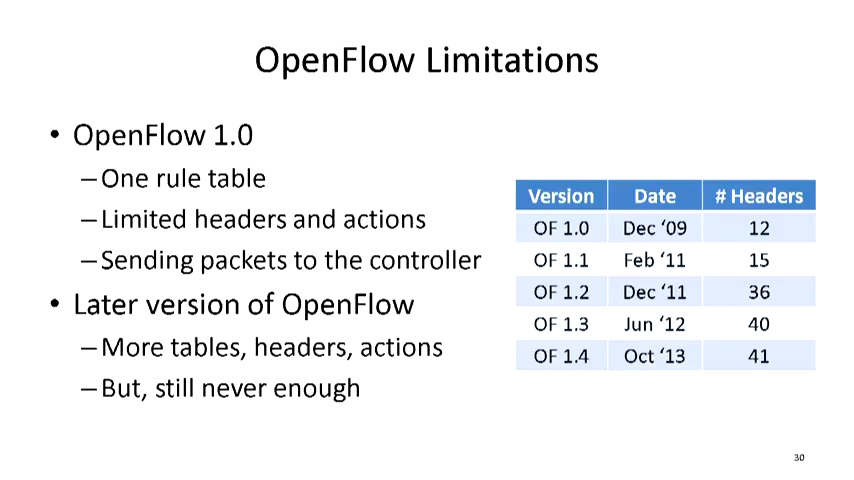 OpenFlow Limitations
• OpenFlow 1.0
–One rule table
–Limited headers and actions
–Sending packets to the controller
• Later version of OpenFlow
–More tables, headers, actions
–But, still never enough
Version Date # Headers
OF 1.0 Dec ‘09 12
OF 1.1 Feb ‘11 15
OF 1.2 Dec ‘11 36
OF 1.3 Jun ‘12 40
OF 1.4 Oct ‘13 41
30